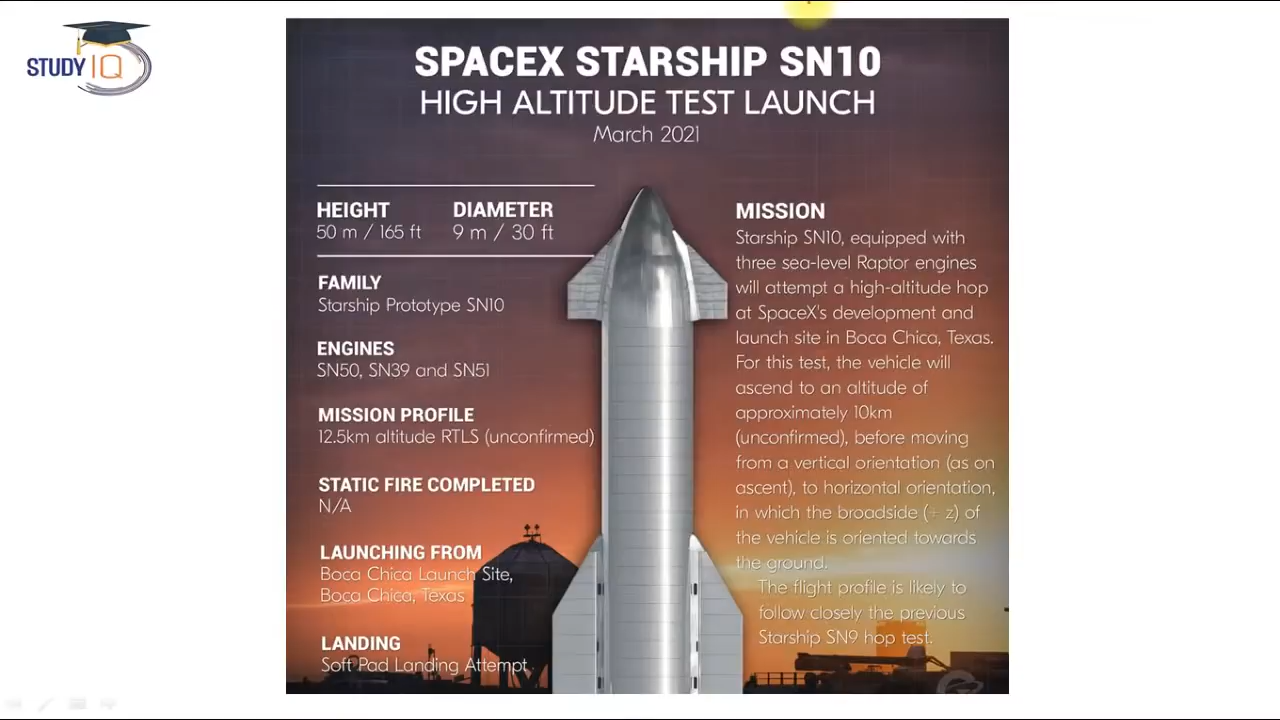 STUDY IQ
SPACEX STARSHIP SN10
HIGH ALTITUDE TEST LAUNCH
March 2021
HEIGHT
50 m / 165 ft
DIAMETER
9 m / 30 ft
FAMILY
Starship Prototype SN10
ENGINES
SN50, SN39 and SN51
MISSION PROFILE
12.5km altitude RTLS (unconfirmed)
STATIC FIRE COMPLETED
N/A
LAUNCHING FROM
Boca Chica Launch Site,
Boca Chica, Texas
LANDING
Soft Pad Landing Attempt
MISSION
Starship SN10, equipped with
three sea-level Raptor engines
will attempt a high-altitude hop
at SpaceX's development and
launch site in Boca Chica, Texas.
For this test, the vehicle will
ascend to an altitude of
approximately 10km
(unconfirmed), before moving
from a vertical orientation (as on
ascent), to horizontal orientation,
in which the broadside (+ z) of
the vehicle is oriented towards
the ground.
The flight profile is likely to
follow closely the previous
Starship SN9 hop test.